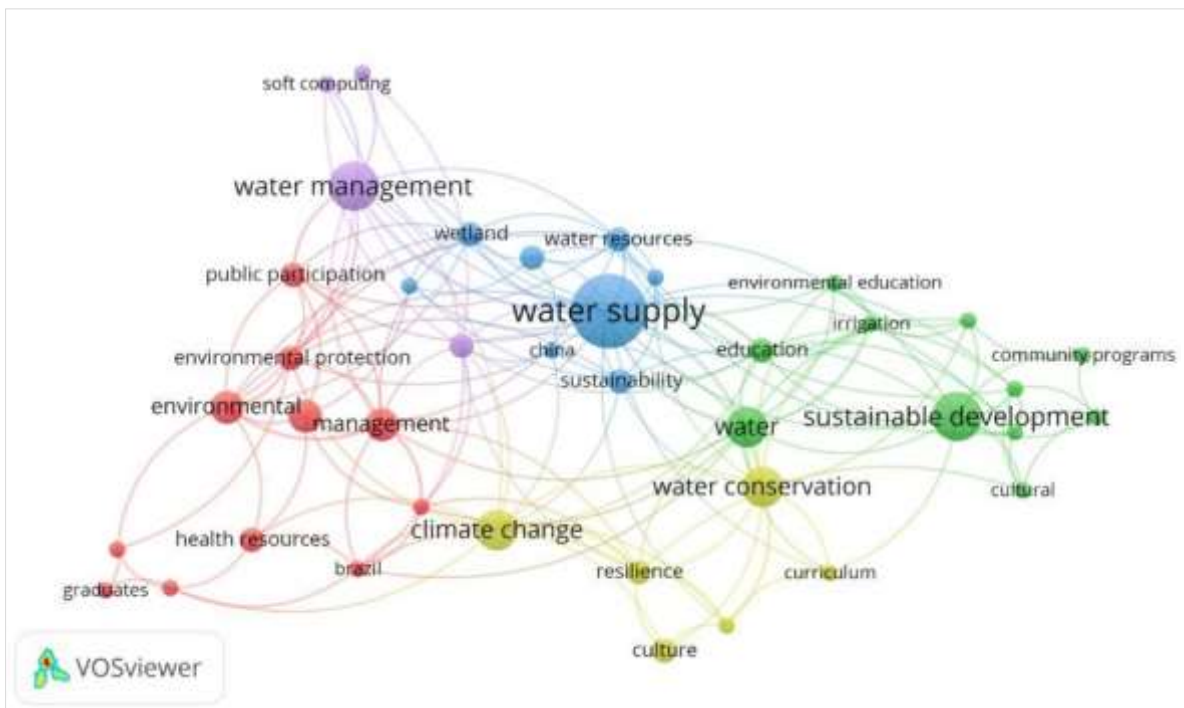 soft computing
water management
wetland
water resources
public participation
environmental education
water supply
irrigation
china
education
community programs
environmental protection
sustainability
environmental
management
sustainable development
water
water conservation
cultural
climate change
health resources
brazil
resilience
curriculum
graduates
culture
VOSviewer